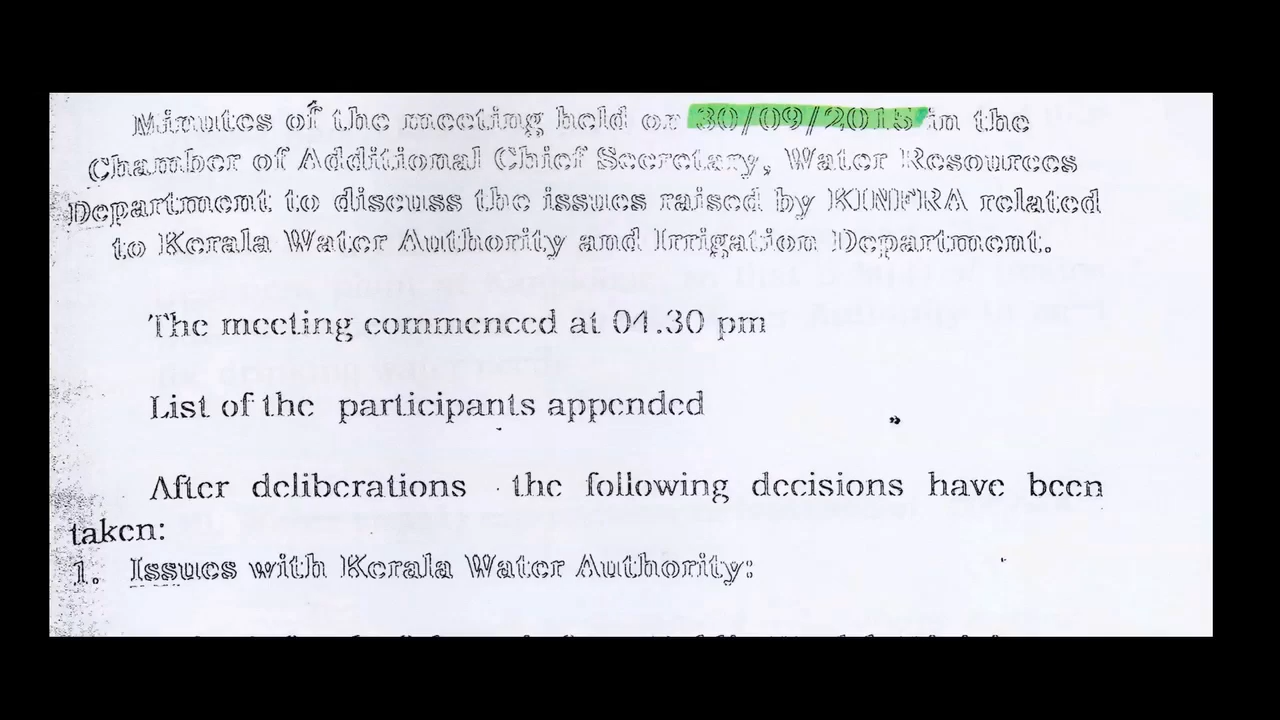 Minutes of the meeting held on 30/09/2015 in the
Chamber of Additional Chief Secretary, Water Resources
Department to discuss the issues raised by KINFRA related
to Kerala Water Authority and Irrigation Department.
The meeting commenced at 04.30 pm
List of the participants appended
After deliberations the following decisions have been
taken:
1. Issues with Kerala Water Authority: